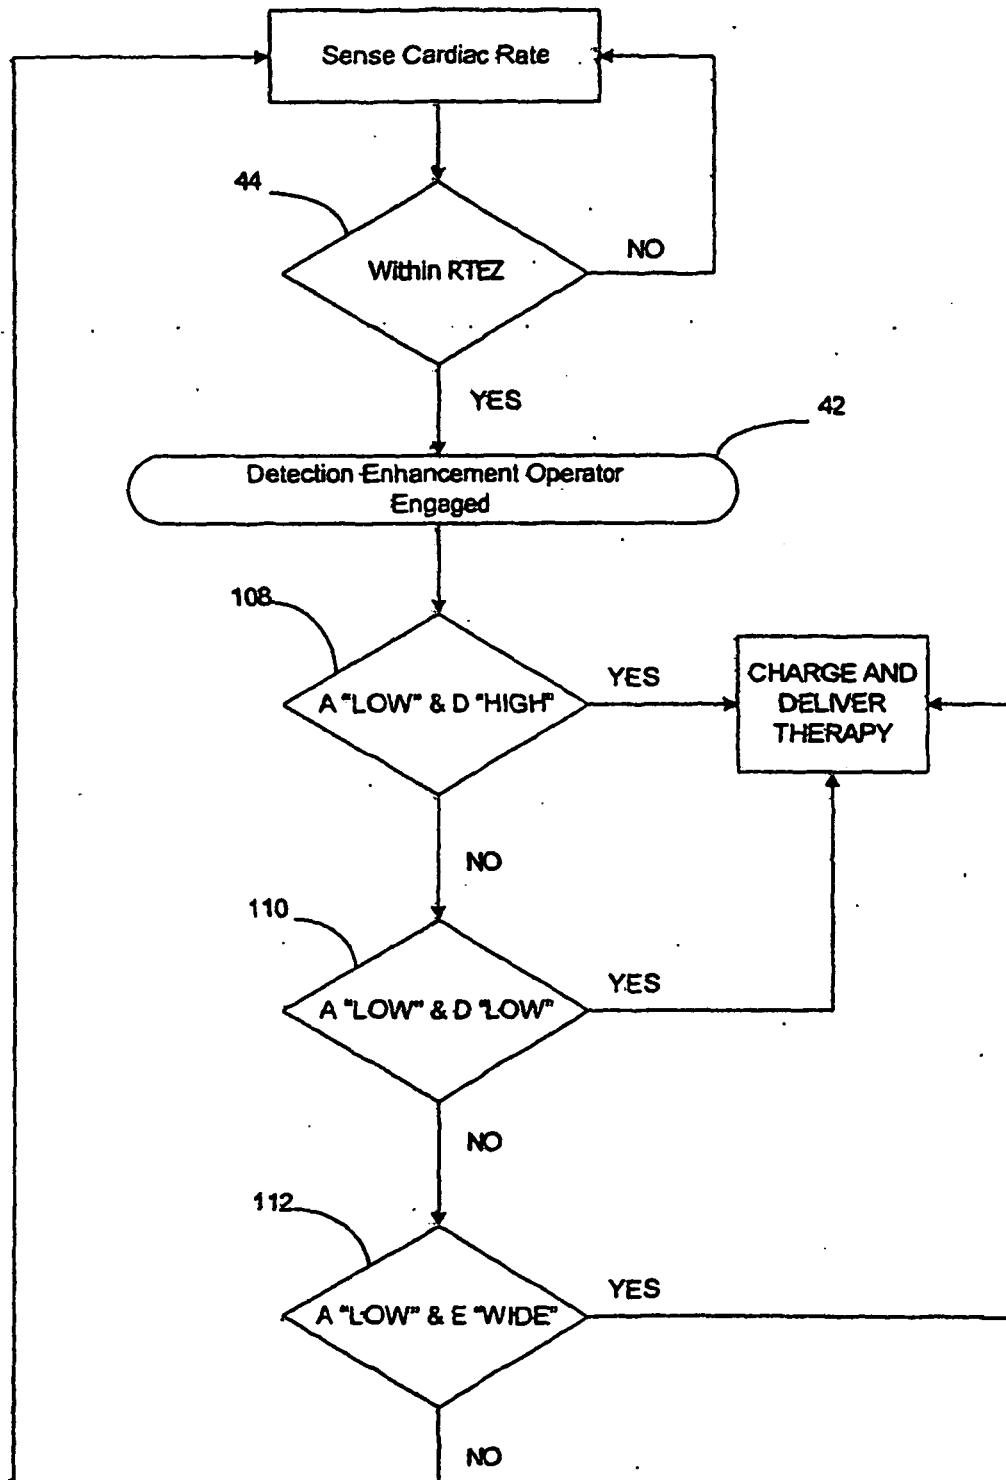 Sense Cardiac Rate
44
Within RTEZ
NO
YES
42
Detection Enhancement Operator
Engaged
108
A "LOW" & D "HIGH"
YES
CHARGE AND
DELIVER
THERAPY
NO
110
A "LOW" & D "LOW"
YES
NO
112
A "LOW" & E "WIDE"
YES
NO